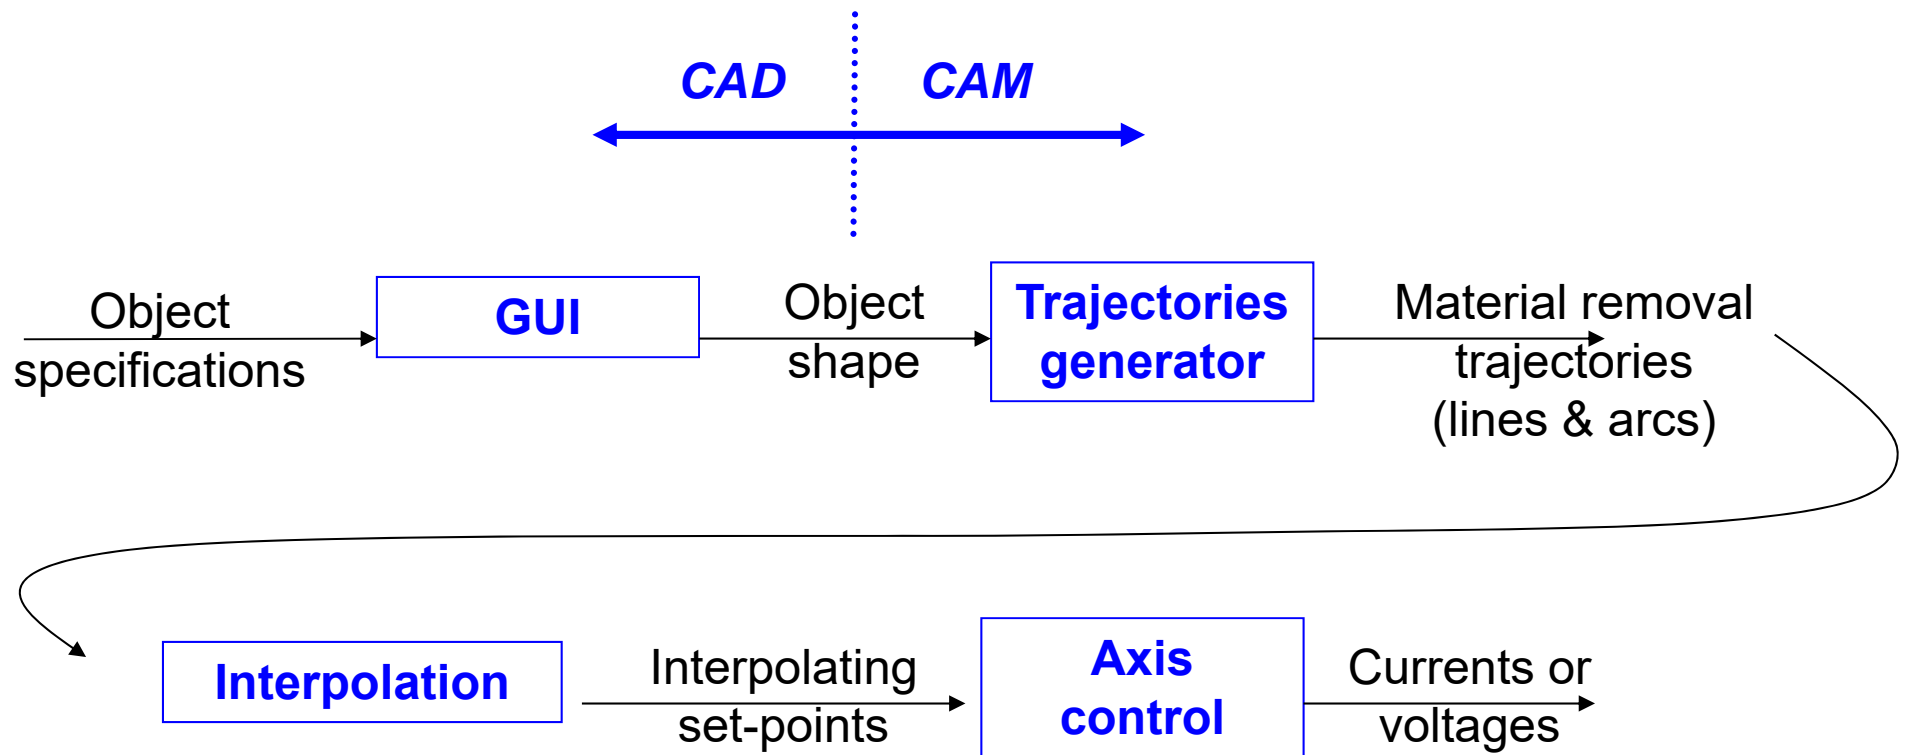 CAD CAM
Object
specifications
GUI
Object
shape
Trajectories
generator
Material removal
trajectories
(lines & arcs)
Interpolation
Interpolating
set-points
Axis
control
Currents or
voltages